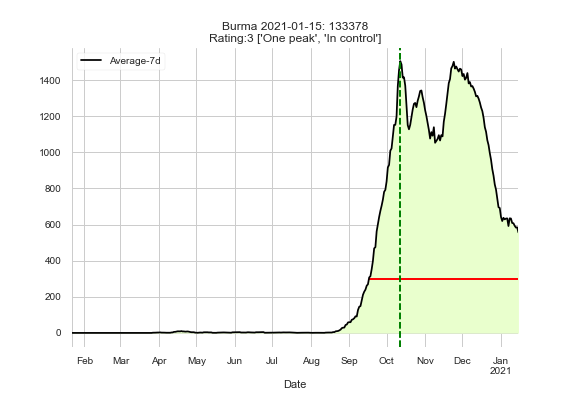 Burma 2021-01-15: 133378
Rating:3 ['One peak', 'In control']
Average-7d
1400
1200
1000
800
600
400
200
0
Feb Mar Apr May Jun Jul Aug Sep Oct Nov Dec Jan
2021
Date